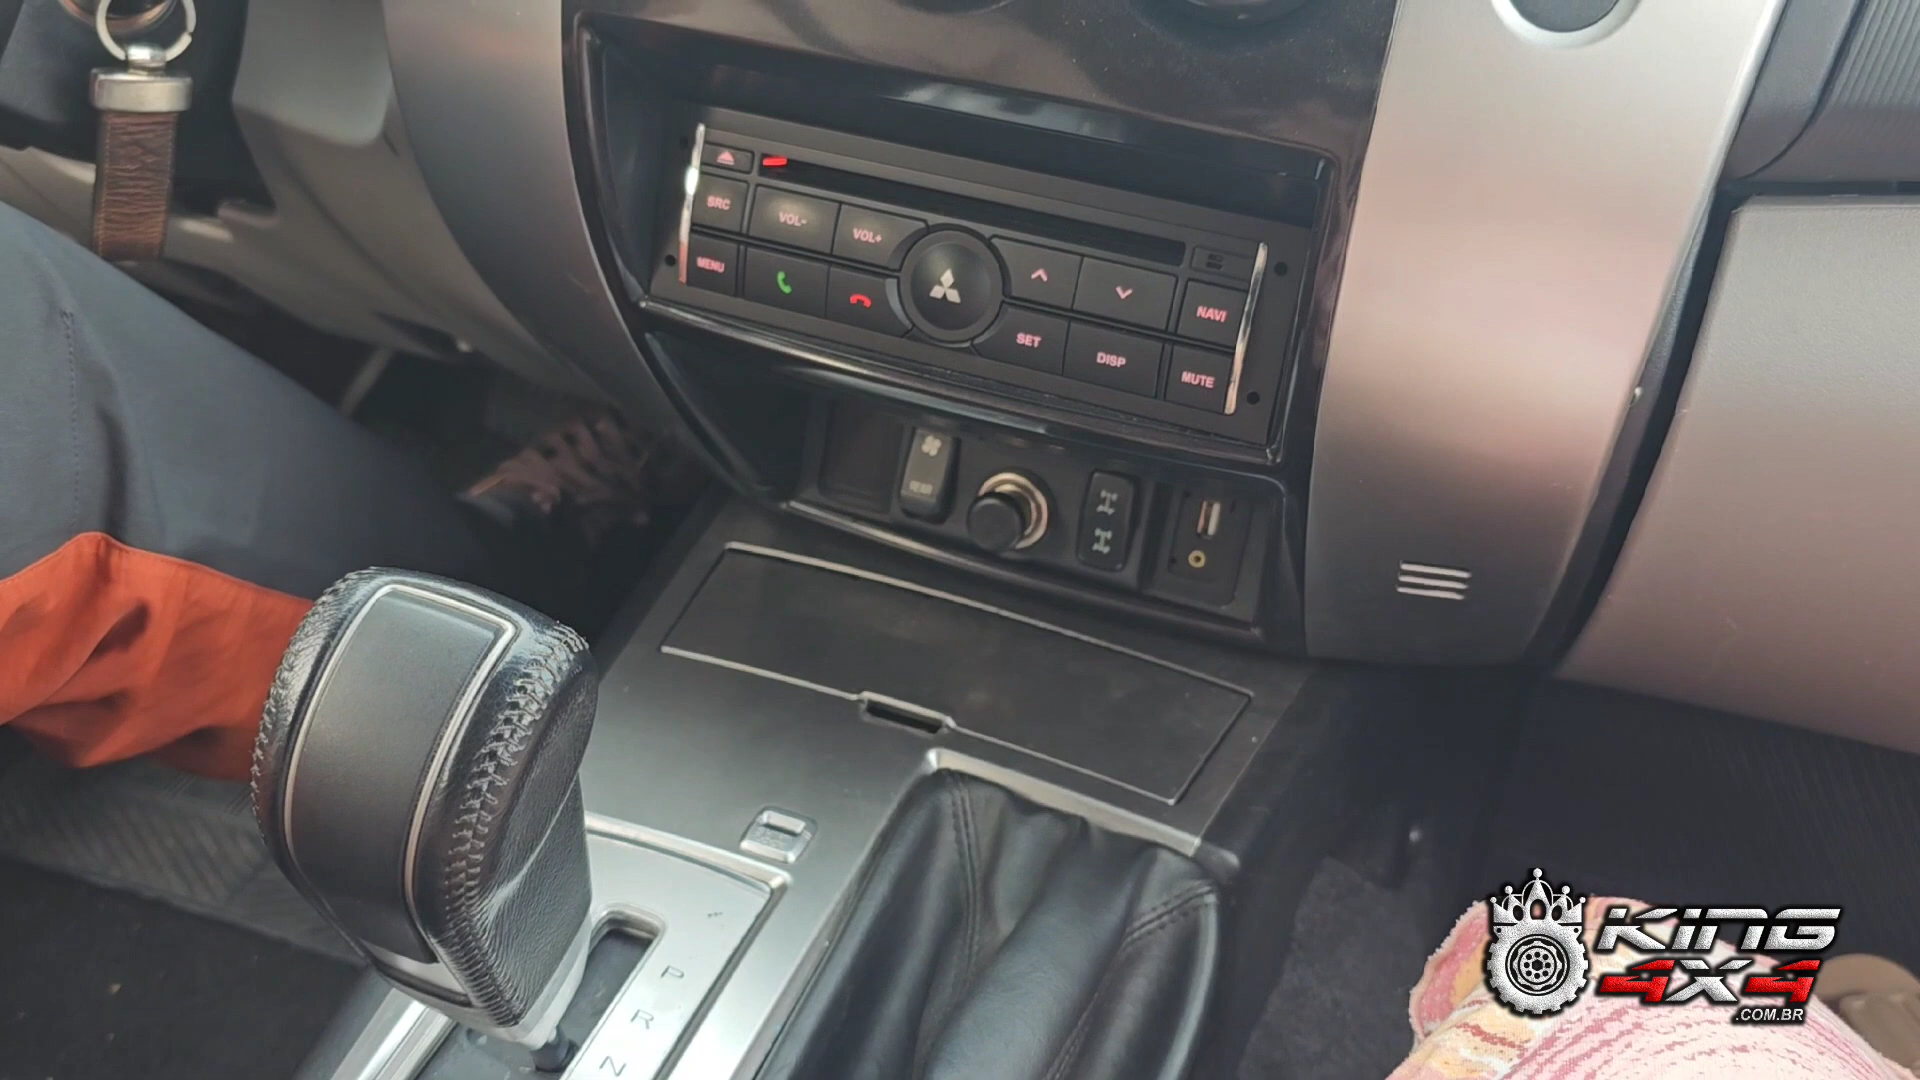 SRC
VOL-
VOL+
MENU
NAVI
SET
DISP
MUTE
REAR
P
R
N
KING
4X4
.COM.BR